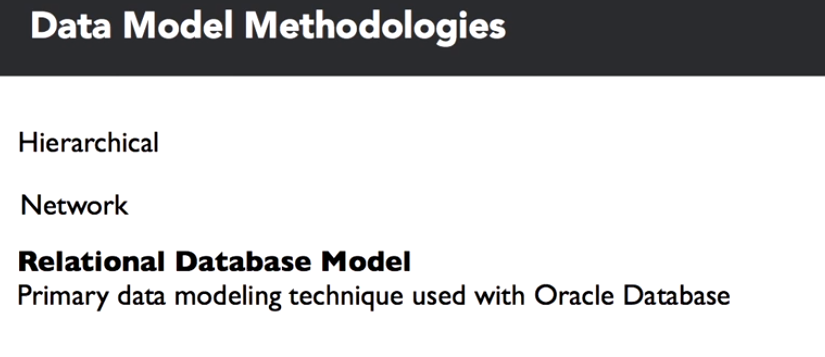 Data Model Methodologies
Hierarchical
Network
Relational Database Model
Primary data modeling technique used with Oracle Database